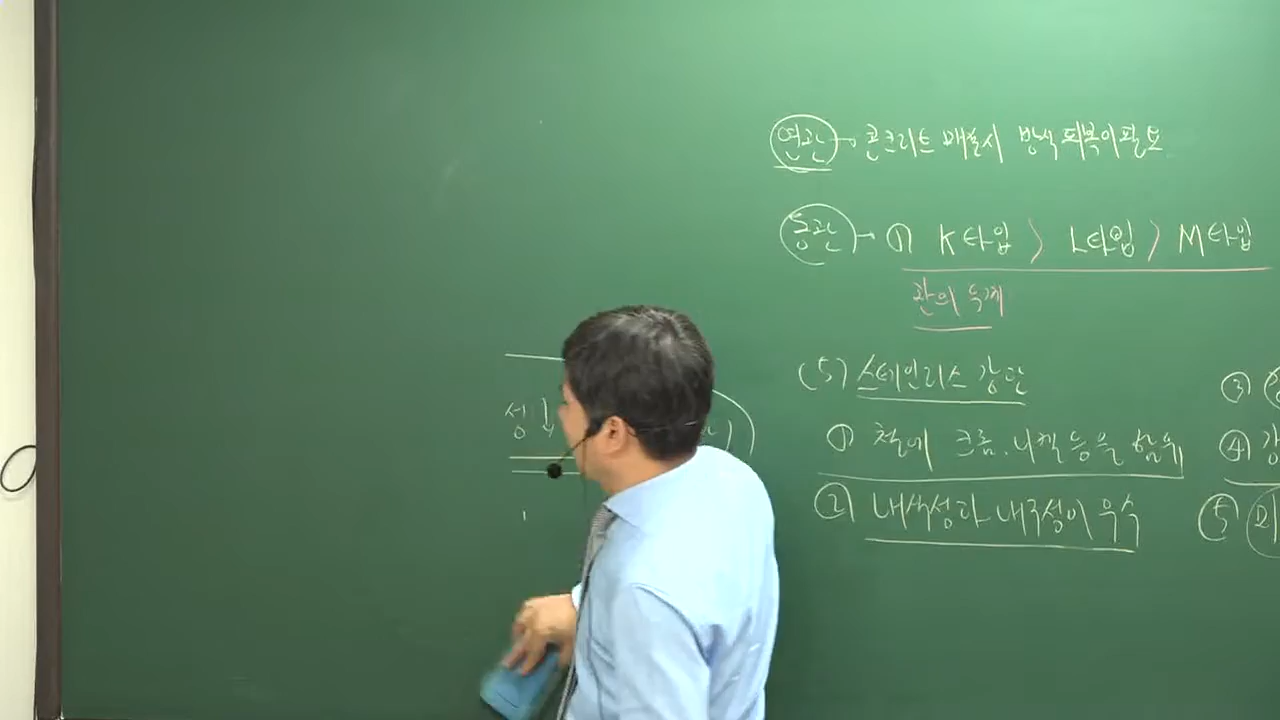 연관 → 콘크리트 매설시 방식피복이 필요
동관 → ① K타입 > L타입 > M타입
관의 두께
(5) 스테인리스 강관
① 철에 크롬, 니켈 등을 함유
② 내식성과 내구성이 우수
③
④
⑤
성